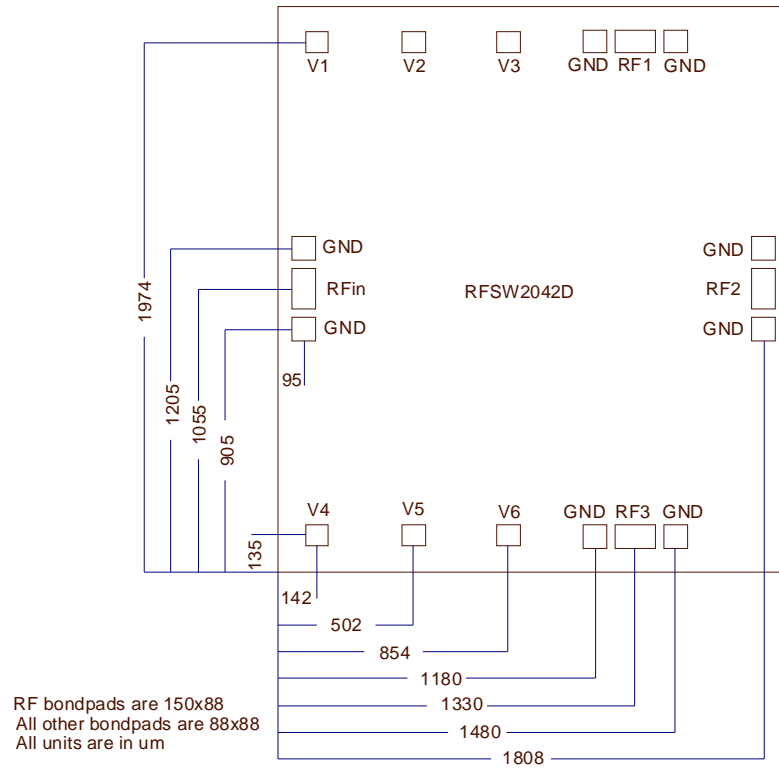 V1 V2 V3 GND RF1 GND
GND GND
RFin RFSW2042D RF2
GND GND
1974
1205
1055
905
95
V4 V5 V6 GND RF3 GND
135
142
502
854
1180
1330
1480
1808
RF bondpads are 150x88
All other bondpads are 88x88
All units are in um